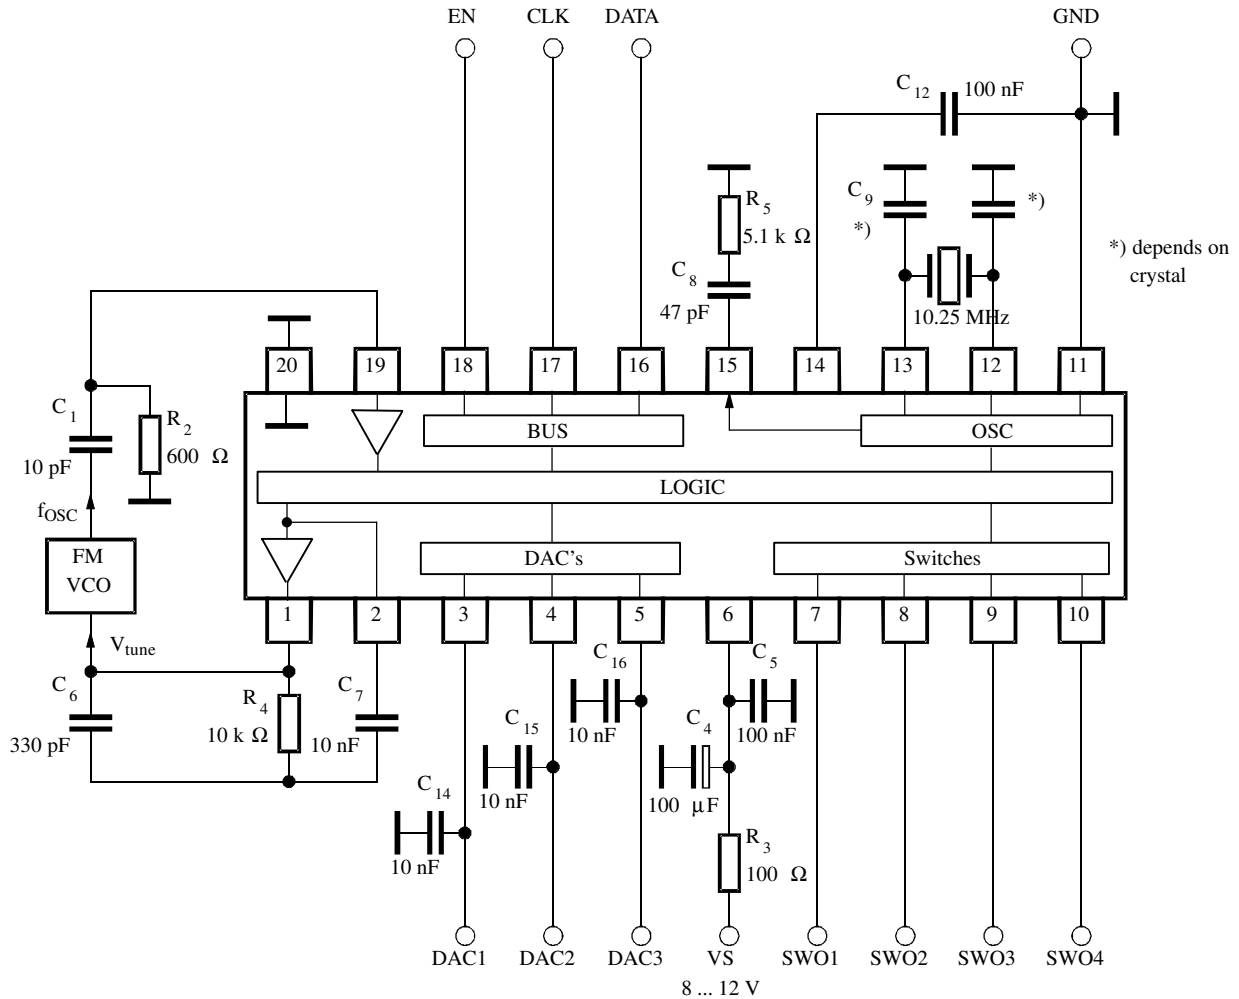 EN CLK DATA GND
C12 100 nF
R5 5.1 k Ω
C9 *)
*)
*) depends on
crystal
C8 47 pF
10.25 MHz
20 19 18 17 16 15 14 13 12 11
C1 10 pF
R2 600 Ω
BUS OSC
LOGIC
fOSC
FM
VCO
DAC's Switches
1 2 3 4 5 6 7 8 9 10
Vtune
C6 330 pF
R4 10 k Ω
C7 10 nF
C16 10 nF
C5 100 nF
C15 10 nF
C4 100 μF
C14 10 nF
R3 100 Ω
DAC1 DAC2 DAC3 VS SWO1 SWO2 SWO3 SWO4
8 ... 12 V